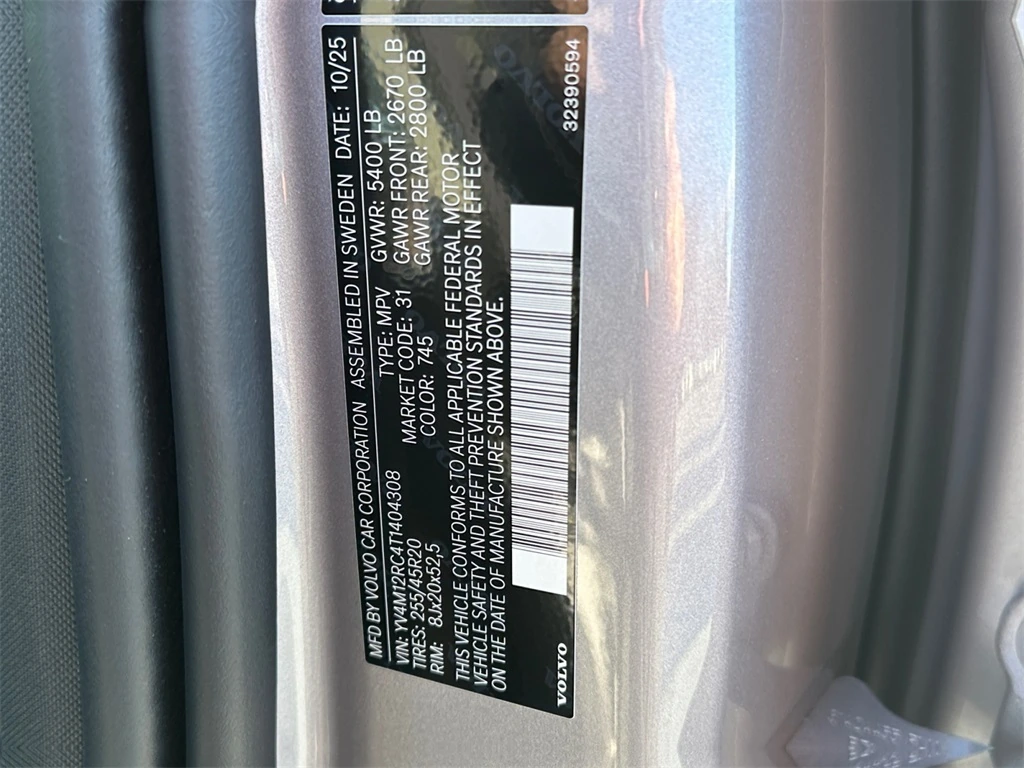 MFD BY VOLVO CAR CORPORATION ASSEMBLED IN SWEDEN DATE: 10/25
VIN: YV4M12RC4T1404308 TYPE: MPV GVWR: 5400 LB
TIRES: 255/45R20 MARKET CODE: 31 GAWR FRONT: 2670 LB
RIM: 8Jx20x52,5 COLOR: 745 GAWR REAR: 2800 LB
THIS VEHICLE CONFORMS TO ALL APPLICABLE FEDERAL MOTOR
VEHICLE SAFETY AND THEFT PREVENTION STANDARDS IN EFFECT
ON THE DATE OF MANUFACTURE SHOWN ABOVE.
VOLVO 32390594